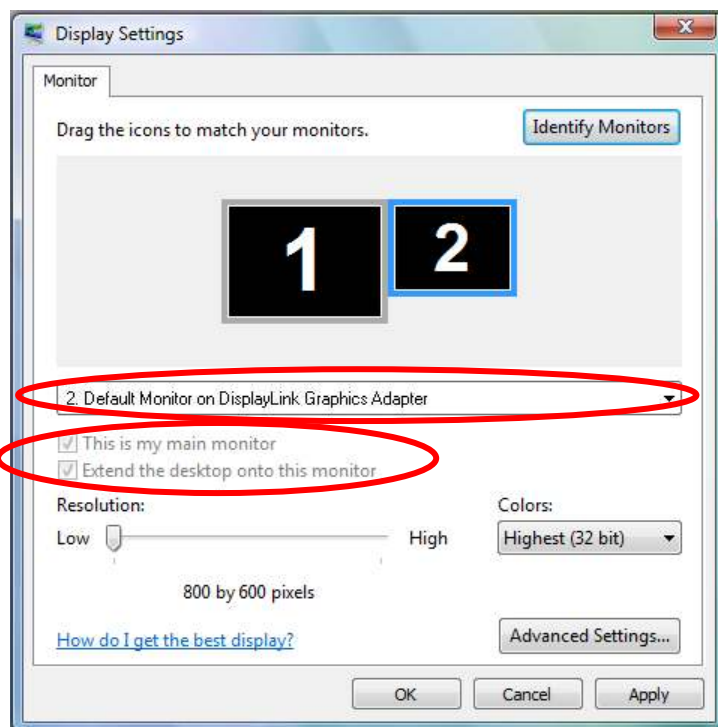 Display Settings
Monitor
Drag the icons to match your monitors.
Identify Monitors
1
2
2. Default Monitor on DisplayLink Graphics Adapter
This is my main monitor
Extend the desktop onto this monitor
Resolution:
Colors:
Low
High
Highest (32 bit)
800 by 600 pixels
How do I get the best display?
Advanced Settings...
OK
Cancel
Apply